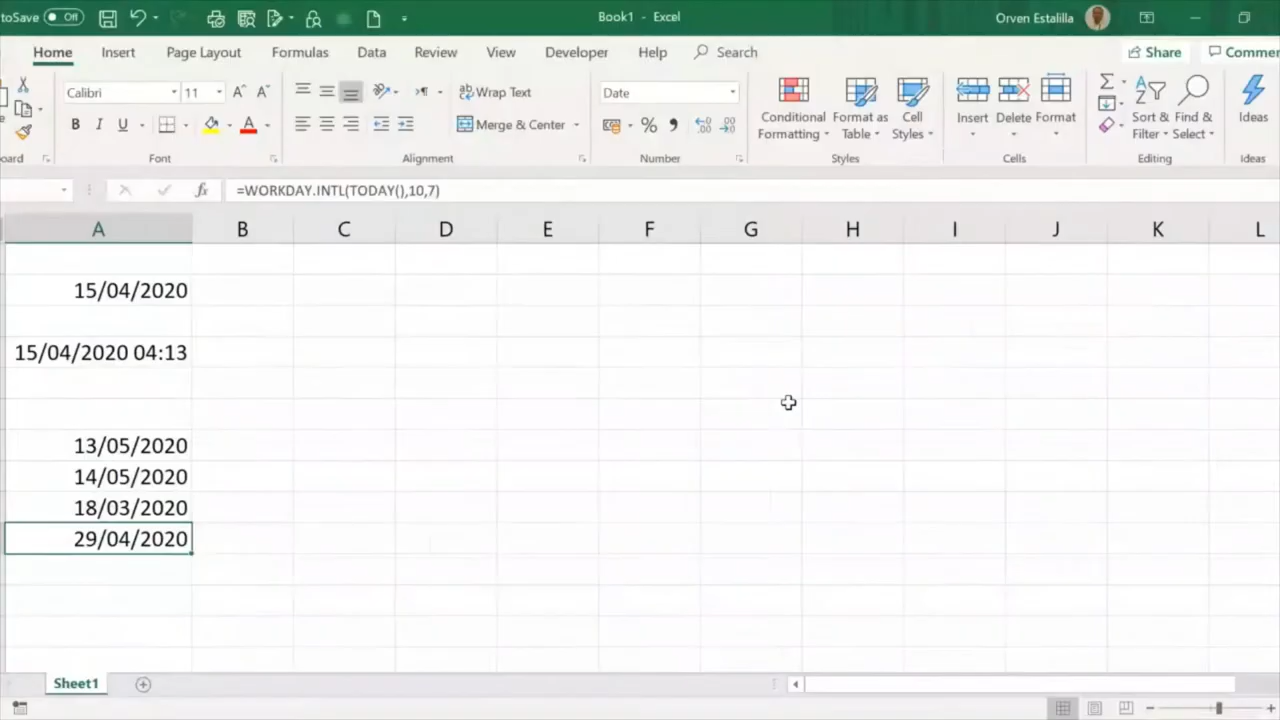 toSave Off Book1 - Excel Orven Estalilla
Home Insert Page Layout Formulas Data Review View Developer Help Search Share Comme
Calibri 11 Wrap Text Date
B I U Merge & Center
Conditional Formatting Format as Table Cell Styles Insert Delete Format Sort & Filter Find & Select Ideas
oard Font Alignment Number Styles Cells Editing Ideas
=WORKDAY.INTL(TODAY(),10,7)
A B C D E F G H I J K L
15/04/2020
15/04/2020 04:13
13/05/2020
14/05/2020
18/03/2020
29/04/2020
Sheet1